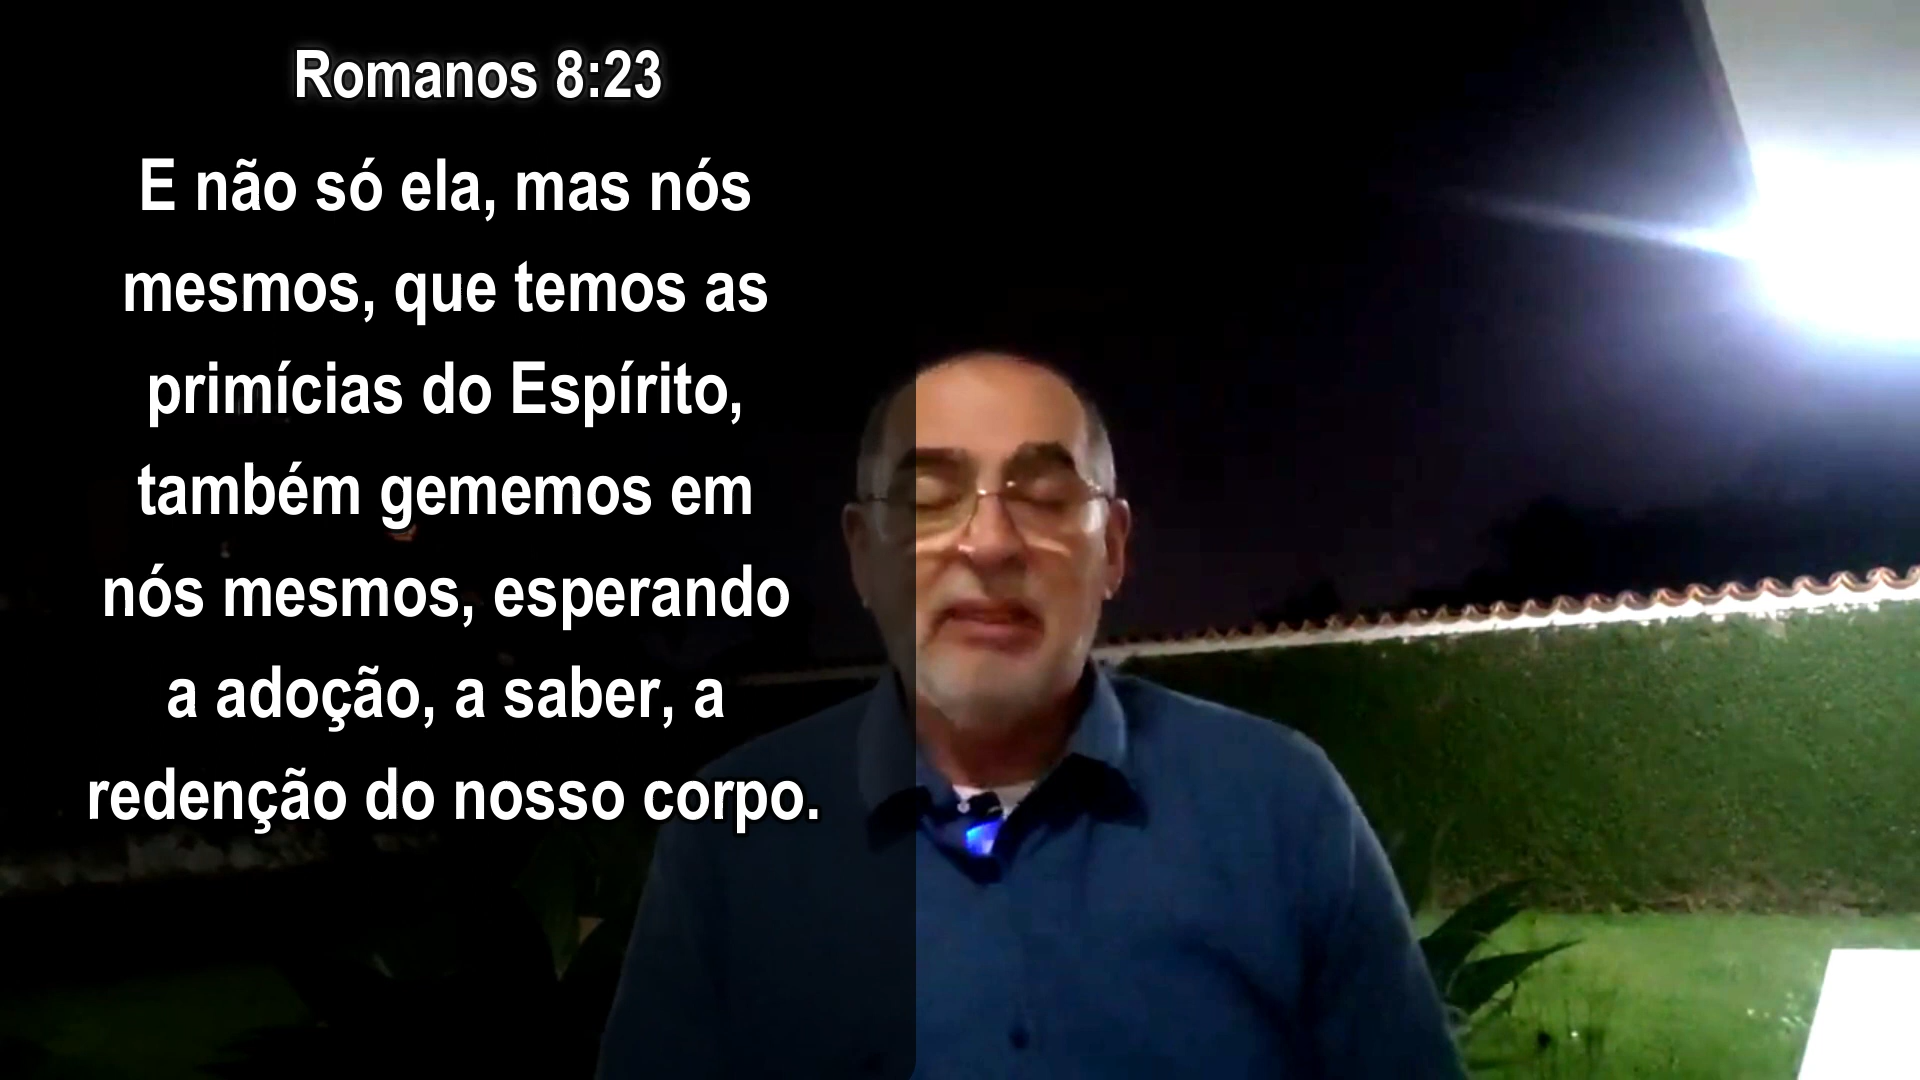 Romanos 8:23
E não só ela, mas nós
mesmos, que temos as
primícias do Espírito,
também gememos em
nós mesmos, esperando
a adoção, a saber, a
redenção do nosso corpo.